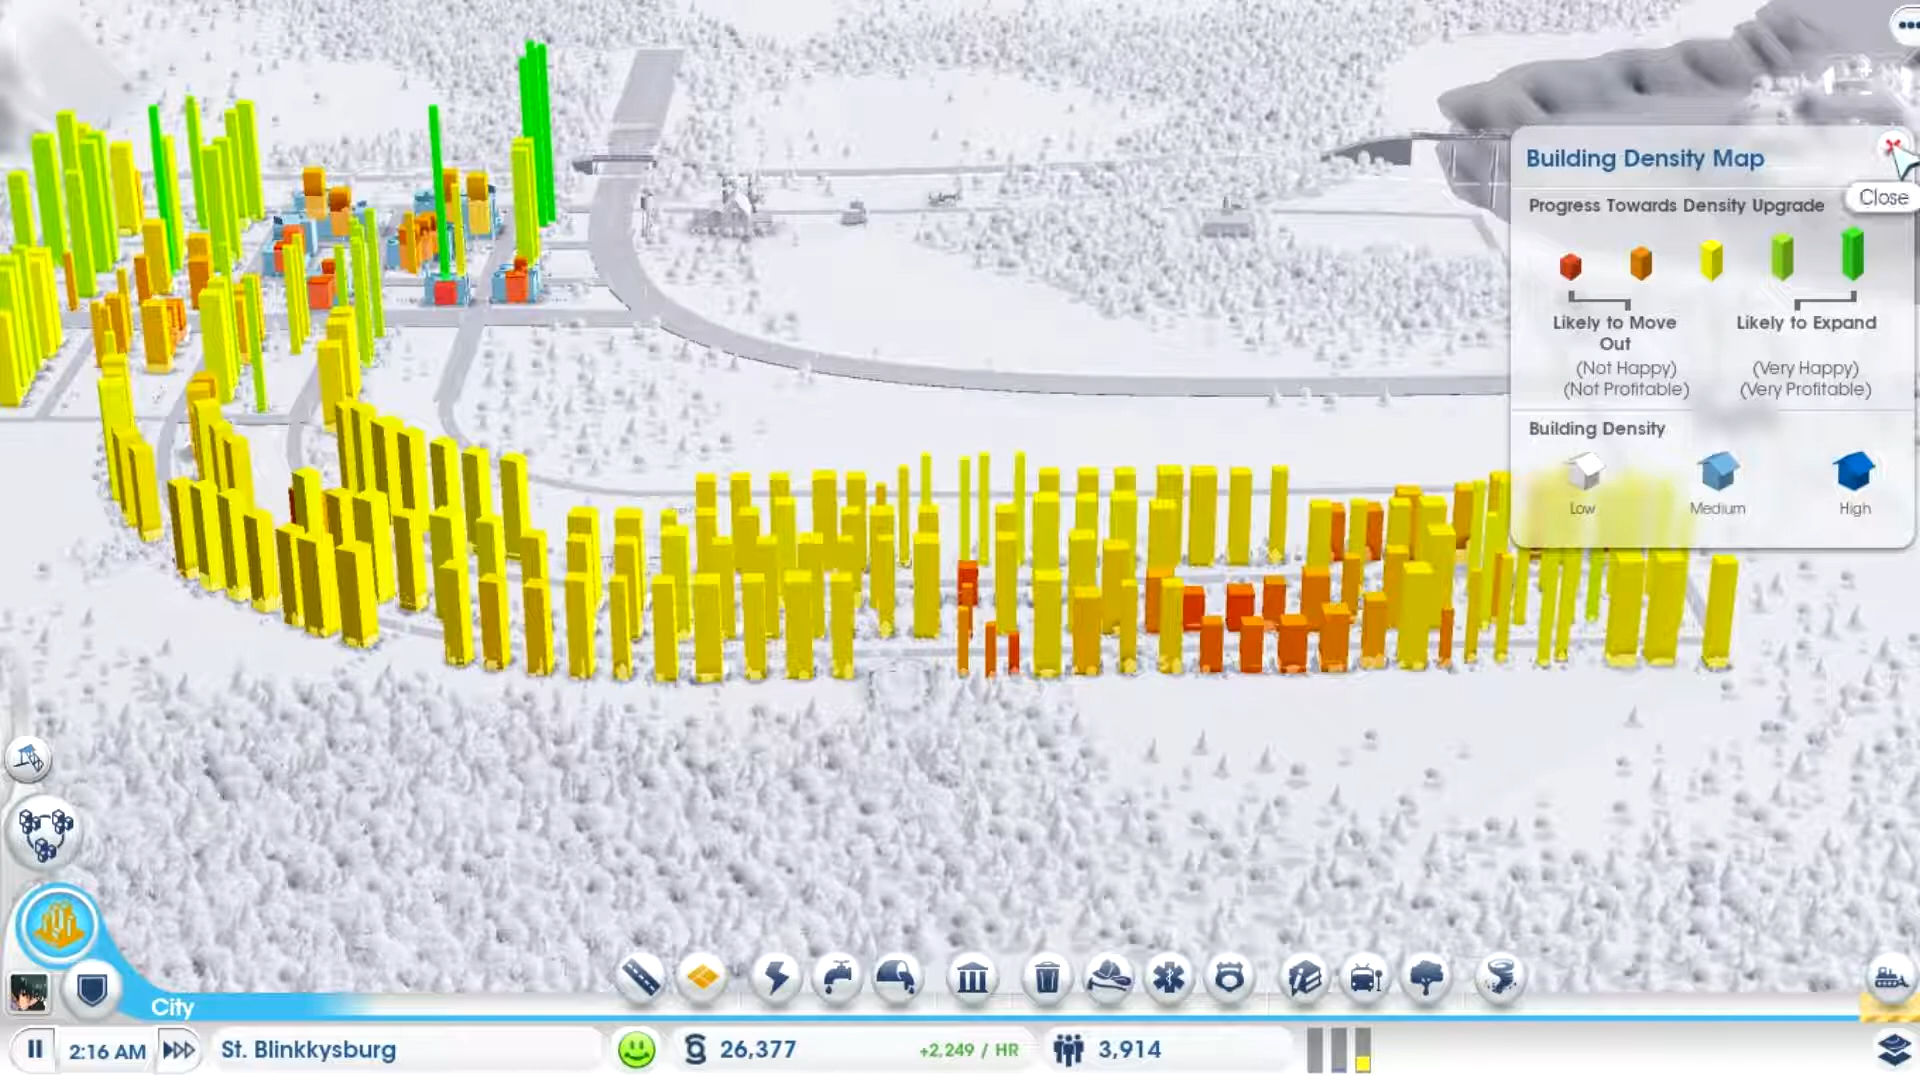 Building Density Map
Close
Progress Towards Density Upgrade
Likely to Move
Out
(Not Happy)
(Not Profitable)
Likely to Expand
(Very Happy)
(Very Profitable)
Building Density
Low
Medium
High
City
2:16 AM
St. Blinkkysburg
26,377
+2,249 / HR
3,914